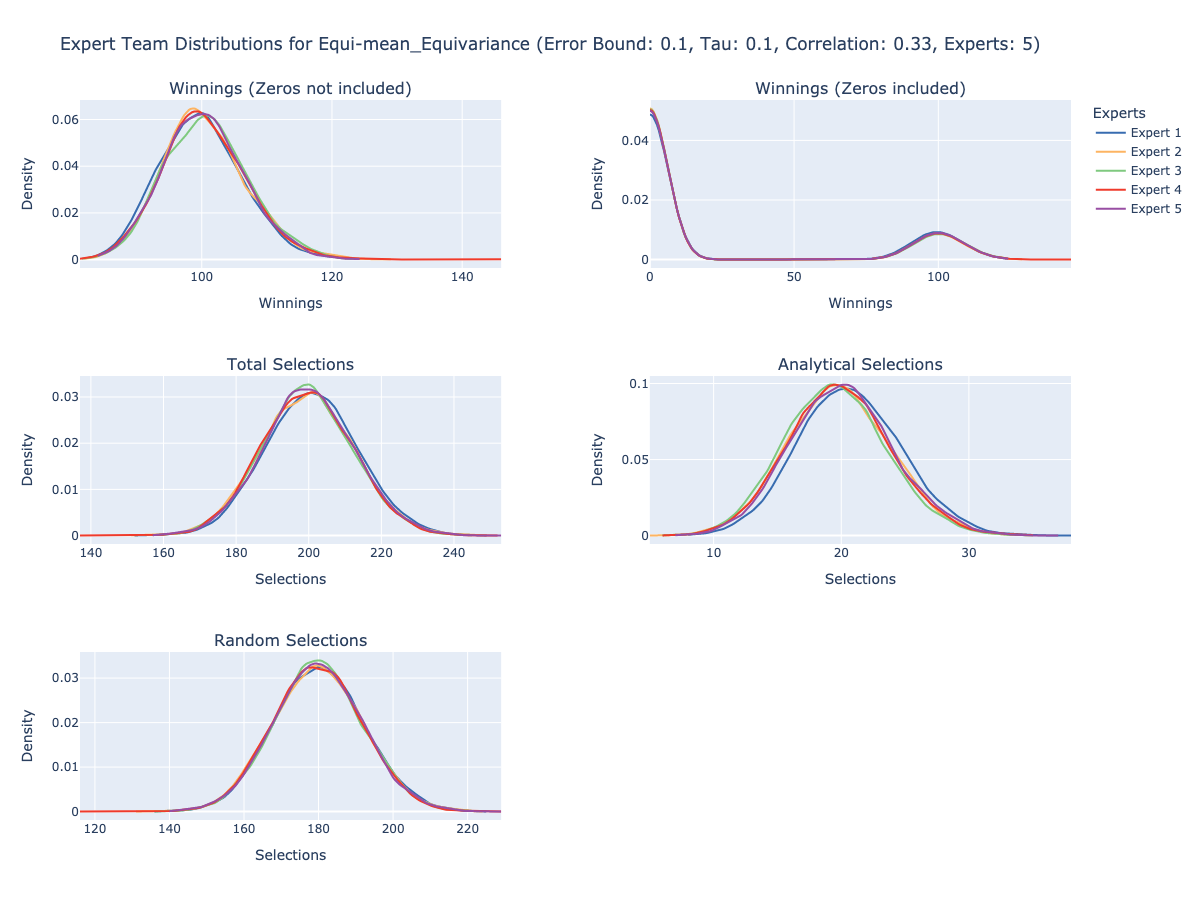 Expert Team Distributions for Equi-mean_Equivariance (Error Bound: 0.1, Tau: 0.1, Correlation: 0.33, Experts: 5)
Winnings (Zeros not included)
0.06
0.04
0.02
0
Density
100
120
140
Winnings
Winnings (Zeros included)
0.04
0.02
0
Density
0
50
100
Winnings
Experts
Expert 1
Expert 2
Expert 3
Expert 4
Expert 5
Total Selections
0.03
0.02
0.01
0
Density
140
160
180
200
220
240
Selections
Analytical Selections
0.1
0.05
0
Density
10
20
30
Selections
Random Selections
0.03
0.02
0.01
0
Density
120
140
160
180
200
220
Selections